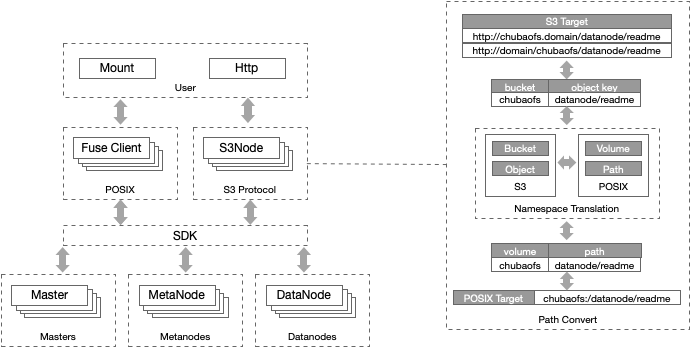 Mount
Http
User
Fuse Client
POSIX
S3Node
S3 Protocol
SDK
Master
Masters
MetaNode
Metanodes
DataNode
Datanodes
S3 Target
http://chubaofs.domain/datanode/readme
http://domain/chubaofs/datanode/readme
bucket object key
chubaofs datanode/readme
Bucket Volume
Object Path
S3 POSIX
Namespace Translation
volume path
chubaofs datanode/readme
POSIX Target chubaofs:/datanode/readme
Path Convert